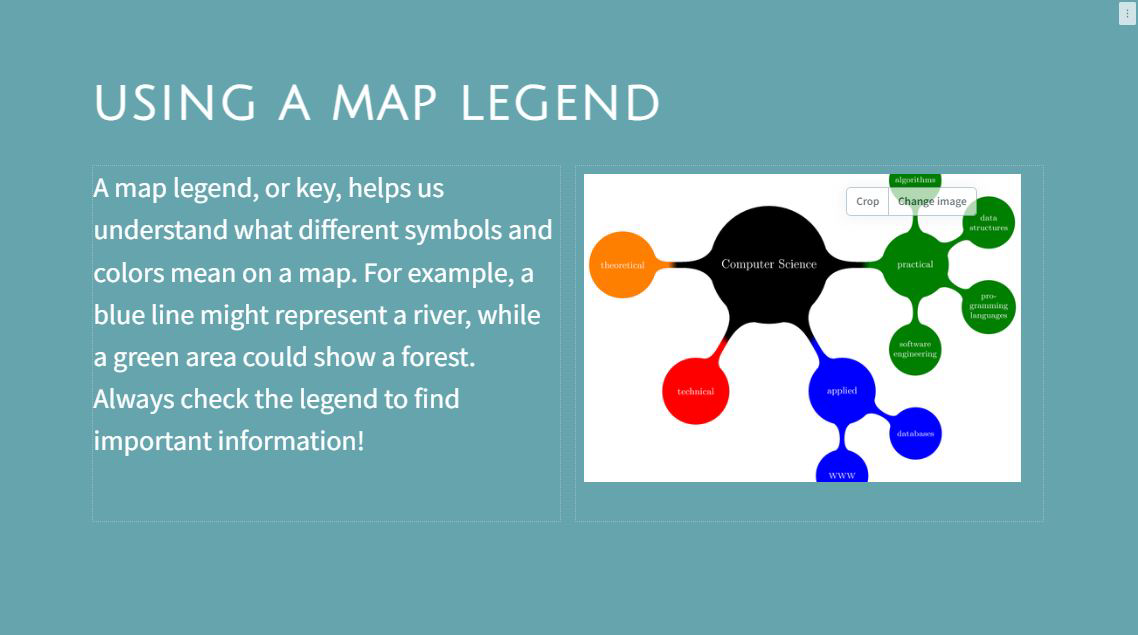 USING A MAP LEGEND
A map legend, or key, helps us
understand what different symbols and
colors mean on a map. For example, a
blue line might represent a river, while
a green area could show a forest.
Always check the legend to find
important information!
algorithms
Crop
Change image
data
structures
theoretical
Computer Science
practical
pro-
gramming
languages
software
engineering
technical
applied
databases
WWW